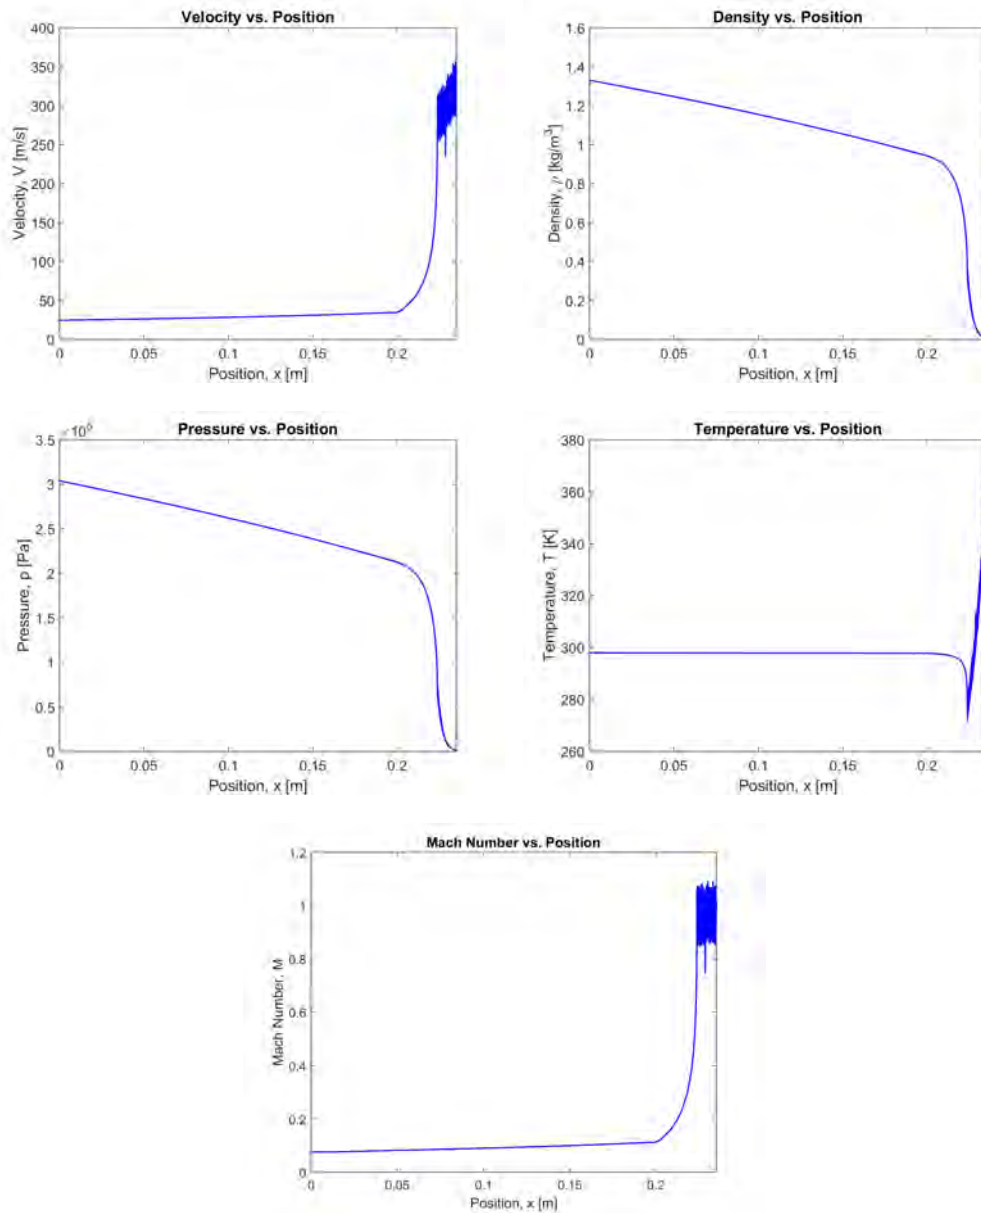 Velocity vs. Position
400
350
300
250
200
150
100
50
0
Velocity, V [m/s]
0 0.05 0.1 0.15 0.2
Position, x [m]
Density vs. Position
1.6
1.4
1.2
1
0.8
0.6
0.4
0.2
0
Density, ρ [kg/m³]
0 0.05 0.1 0.15 0.2
Position, x [m]
Pressure vs. Position
3.5
3
2.5
2
1.5
1
0.5
0
Pressure, p [Pa]
0 0.05 0.1 0.15 0.2
Position, x [m]
Temperature vs. Position
380
360
340
320
300
280
260
Temperature, T [K]
0 0.05 0.1 0.15 0.2
Position, x [m]
Mach Number vs. Position
1.2
1
0.8
0.6
0.4
0.2
0
Mach Number, M
0 0.05 0.1 0.15 0.2
Position, x [m]